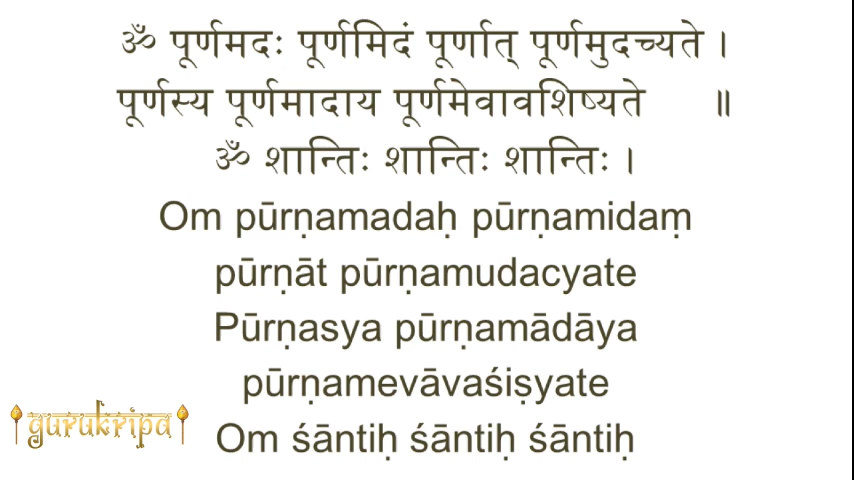 ॐ पूर्णमदः पूर्णमिदं पूर्णात् पूर्णमुदच्यते ।
पूर्णस्य पूर्णमादाय पूर्णमेवावशिष्यते ॥
ॐ शान्तिः शान्तिः शान्तिः ।
Om pūrṇamadaḥ pūrṇamidaṃ
pūrṇāt pūrṇamudacyate
Pūrṇasya pūrṇamādāya
pūrṇamevāvaśiṣyate
Om śāntiḥ śāntiḥ śāntiḥ
gurukripa